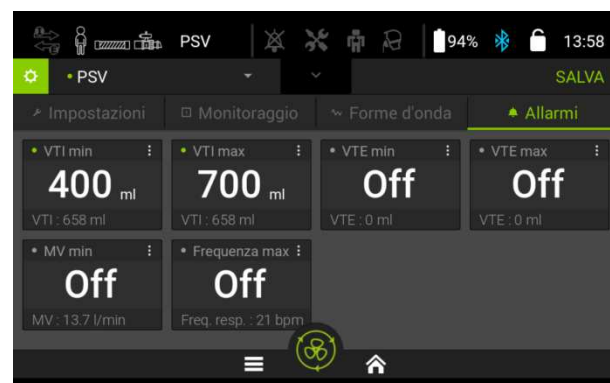 PSV 94% 13:58
PSV SALVA
Impostazioni Monitoraggio Forme d'onda Allarmi
VTI min VTI max VTE min VTE max
400 ml 700 ml Off Off
VTI : 658 ml VTI : 658 ml VTE : 0 ml VTE : 0 ml
MV min Frequenza max
Off Off
MV : 13.7 l/min Freq. resp. : 21 bpm